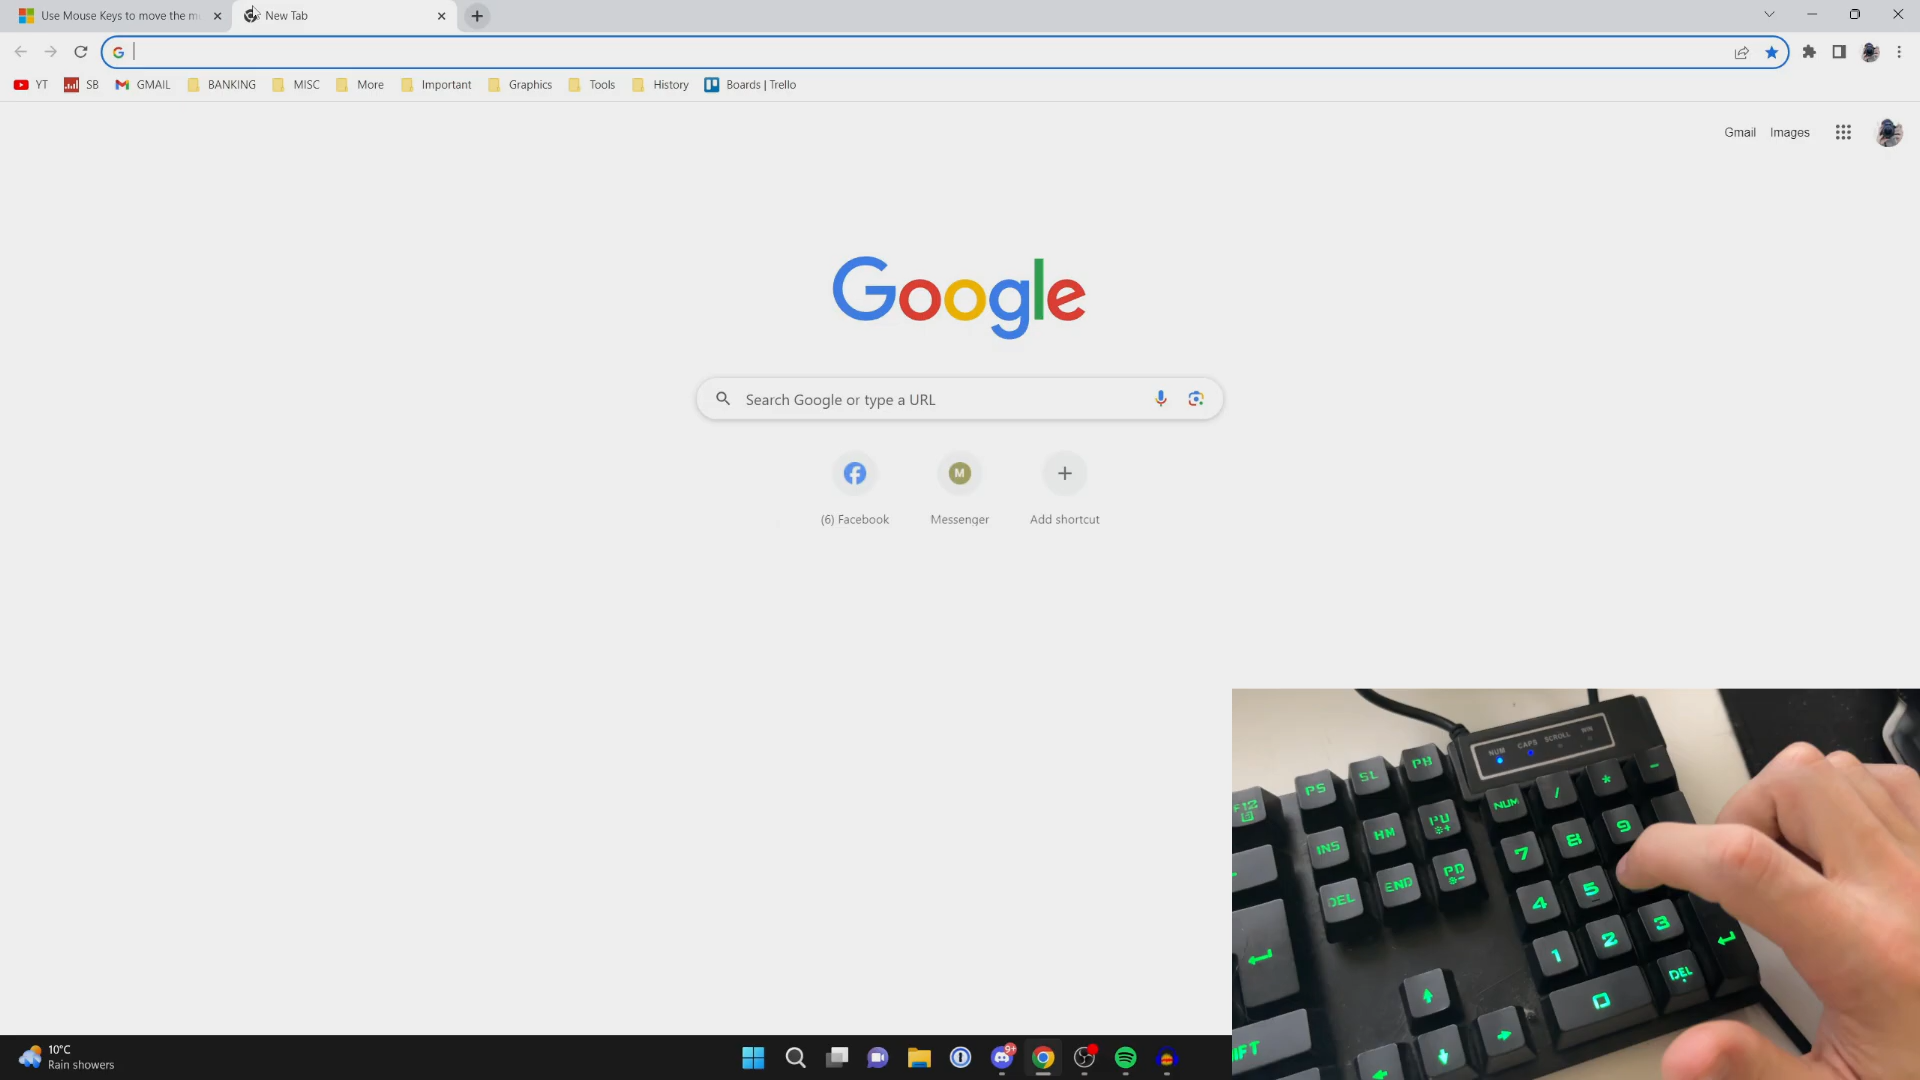 Use Mouse Keys to move the m
New Tab
YT SB GMAIL BANKING MISC More Important Graphics Tools History Boards | Trello
Gmail Images
Google
Search Google or type a URL
M
(6) Facebook Messenger Add shortcut
10°C
Rain showers
9+
NUM CAPS SCROLL WIN
F12 PS SL PB
NUM / * -
INS HM PU
7 8 9
DEL END PD
4 5
1 2 3
0 DEL